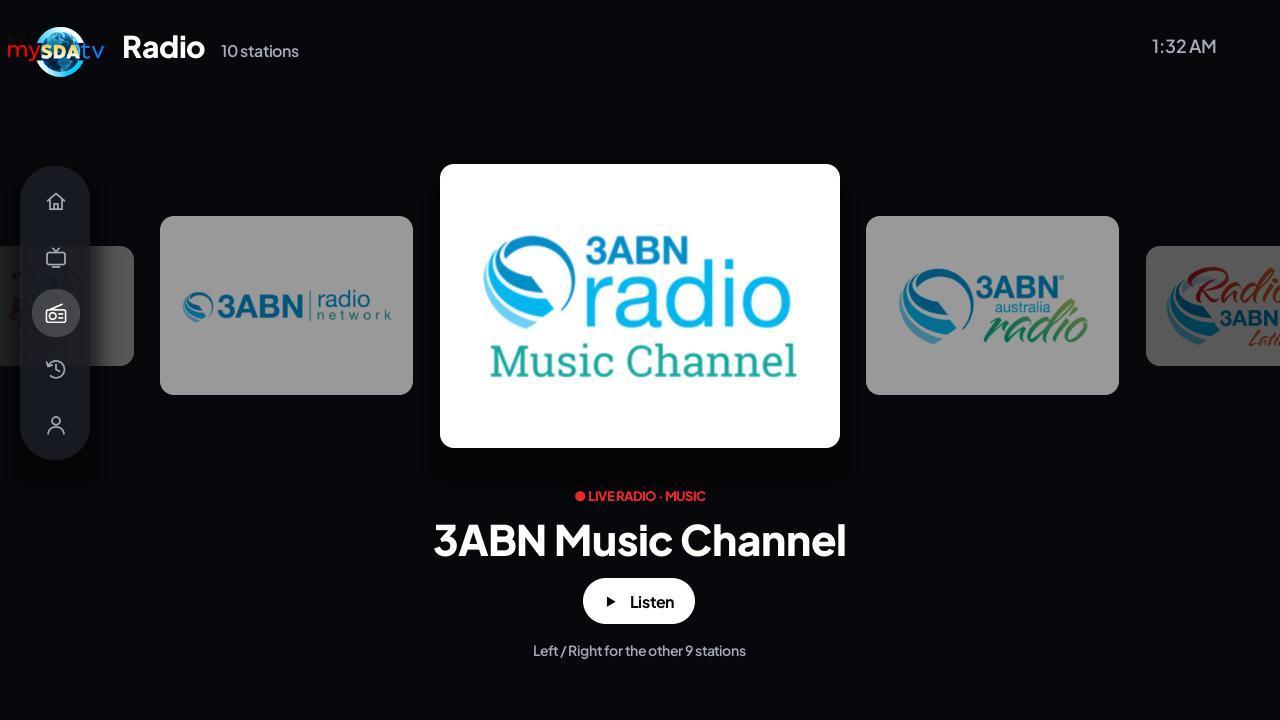 mySDAtv
Radio
10 stations
1:32 AM
3ABN radio
network
3ABN
radio
Music Channel
3ABN®
australia
radio
Radio
3ABN
LIVE RADIO · MUSIC
3ABN Music Channel
Listen
Left / Right for the other 9 stations